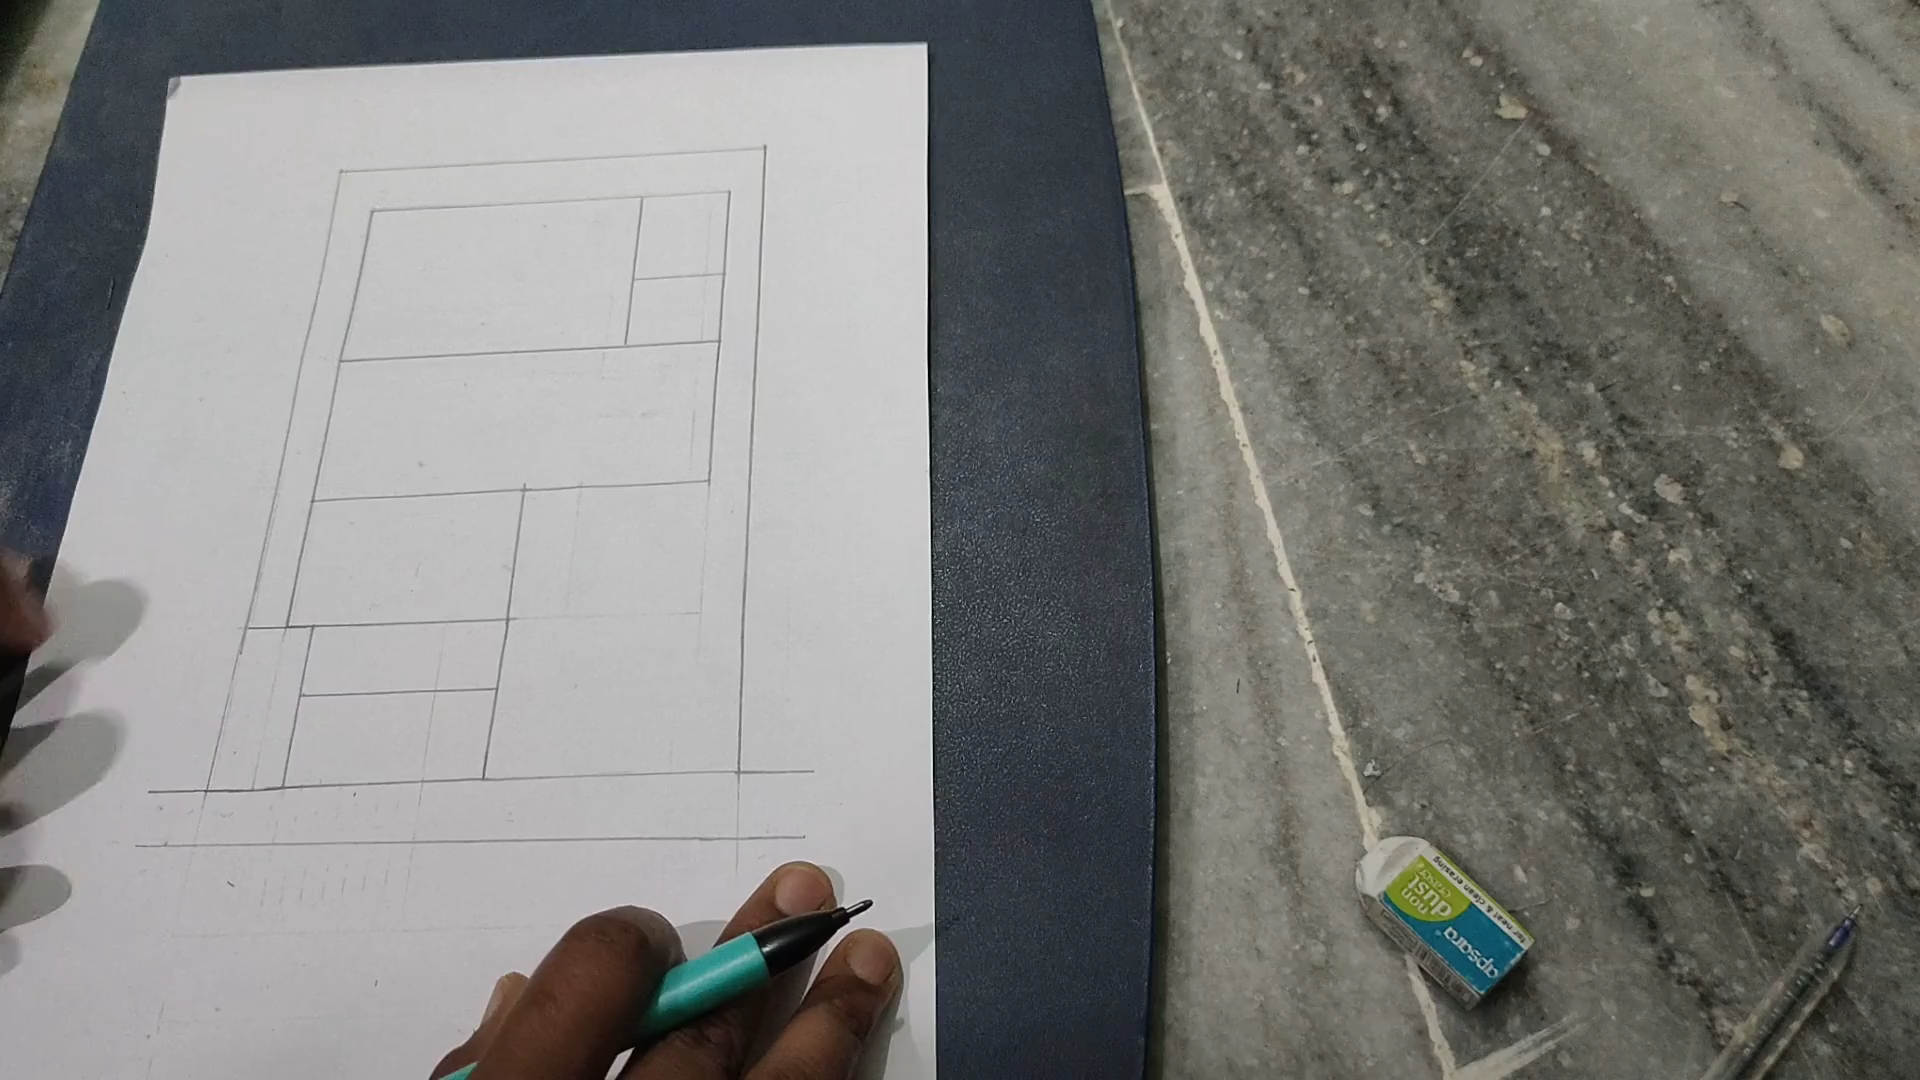 for neat & clean erasing
non
dust
eraser
apsara